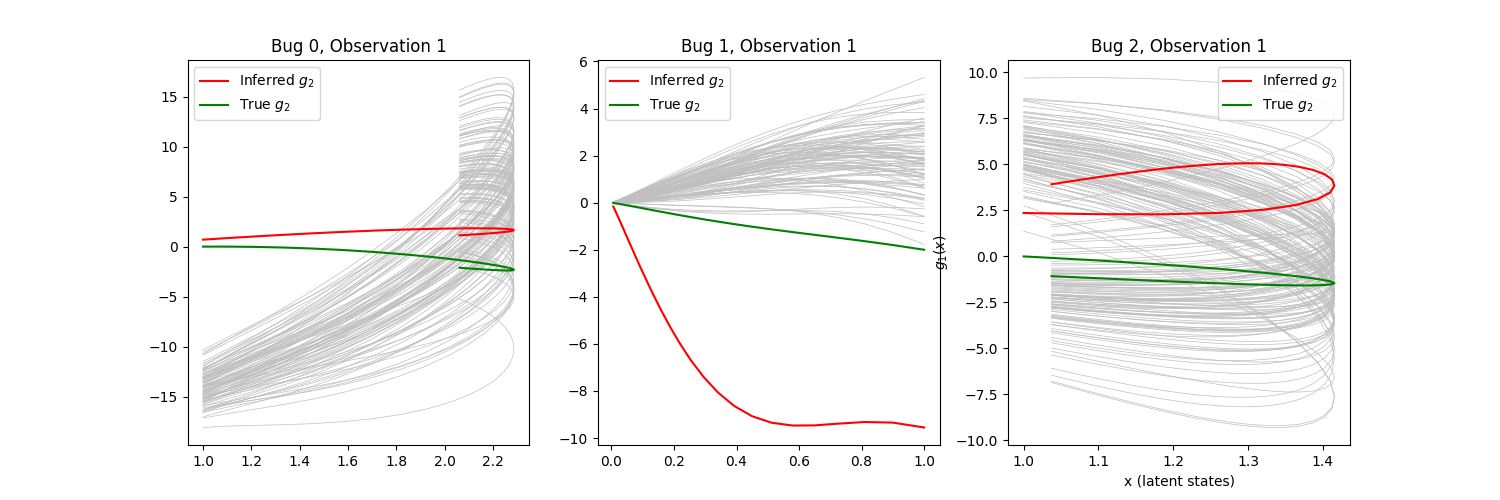 Bug 0, Observation 1
Inferred g₂
True g₂
15
10
5
0
−5
−10
−15
1.0 1.2 1.4 1.6 1.8 2.0 2.2
Bug 1, Observation 1
Inferred g₂
True g₂
6
4
2
0
−2
−4
−6
−8
−10
0.0 0.2 0.4 0.6 0.8 1.0
Bug 2, Observation 1
Inferred g₂
True g₂
g₁(x)
10.0
7.5
5.0
2.5
0.0
−2.5
−5.0
−7.5
−10.0
1.0 1.1 1.2 1.3 1.4
x (latent states)